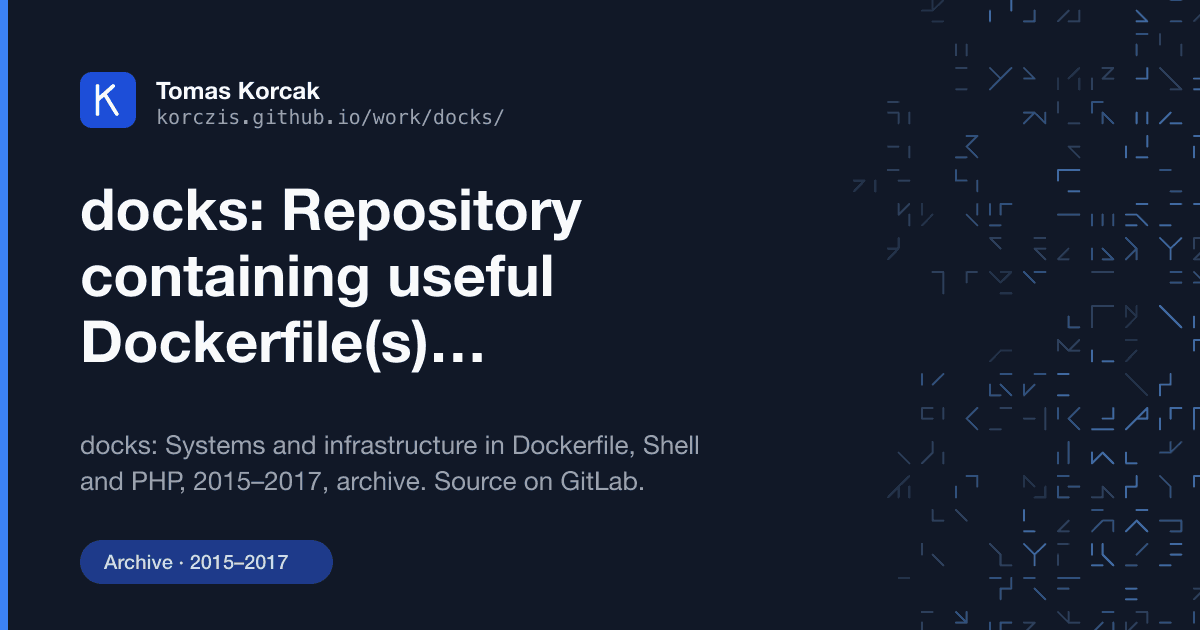 K
Tomas Korcak
korczis.github.io/work/docks/
docks: Repository
containing useful
Dockerfile(s)…
docks: Systems and infrastructure in Dockerfile, Shell
and PHP, 2015–2017, archive. Source on GitLab.
Archive · 2015–2017